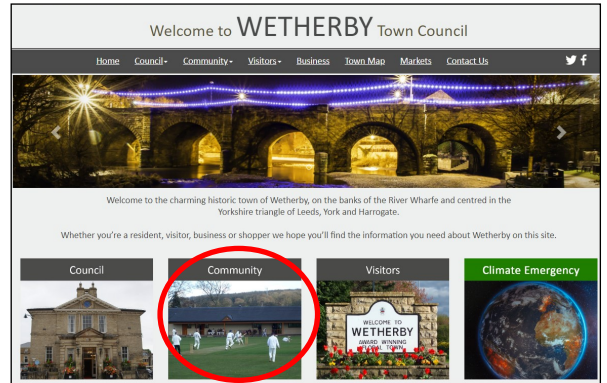 Welcome to WETHERBY Town Council
Home Council Community Visitors Business Town Map Markets Contact Us
Welcome to the charming historic town of Wetherby, on the banks of the River Wharfe and centred in the
Yorkshire triangle of Leeds, York and Harrogate.
Whether you're a resident, visitor, business or shopper we hope you'll find the information you need about Wetherby on this site.
Council Community Visitors Climate Emergency
WELCOME TO
WETHERBY
AWARD WINNING
FLORAL TOWN